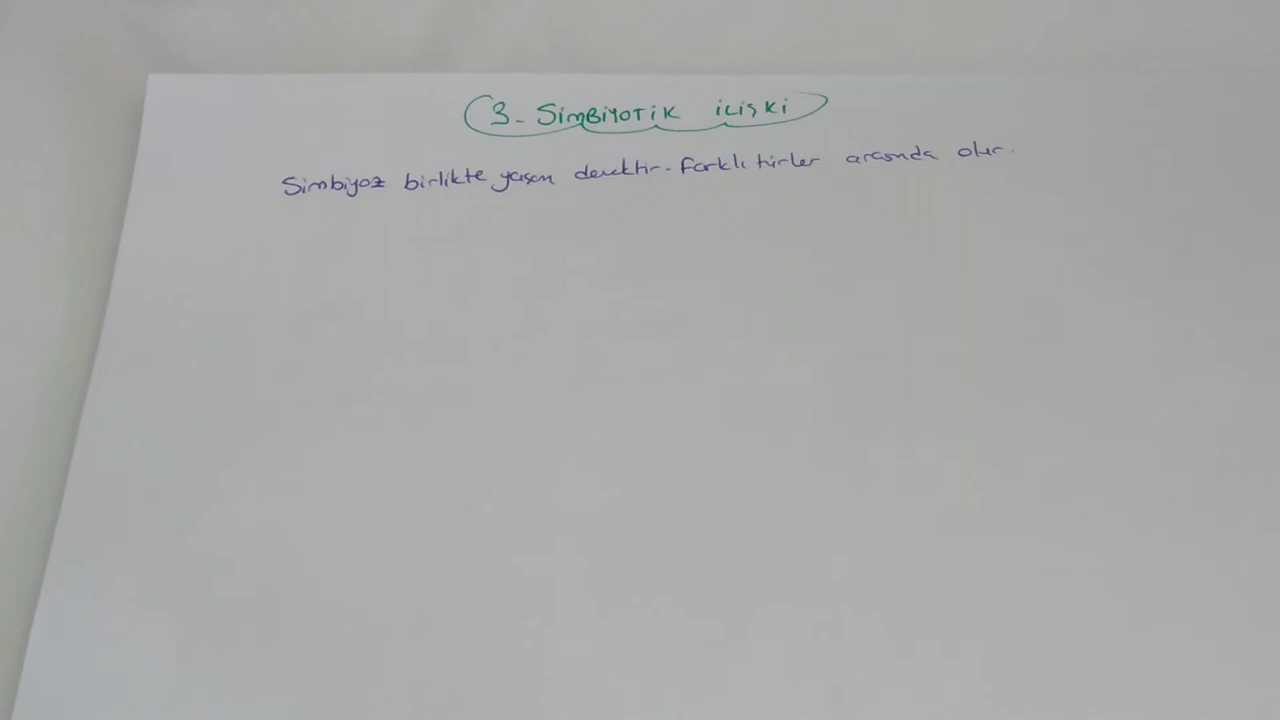 3- SİMBİYOTİK İLİŞKİ
Simbiyoz birlikte yaşam demektir. Farklı türler arasında olur.